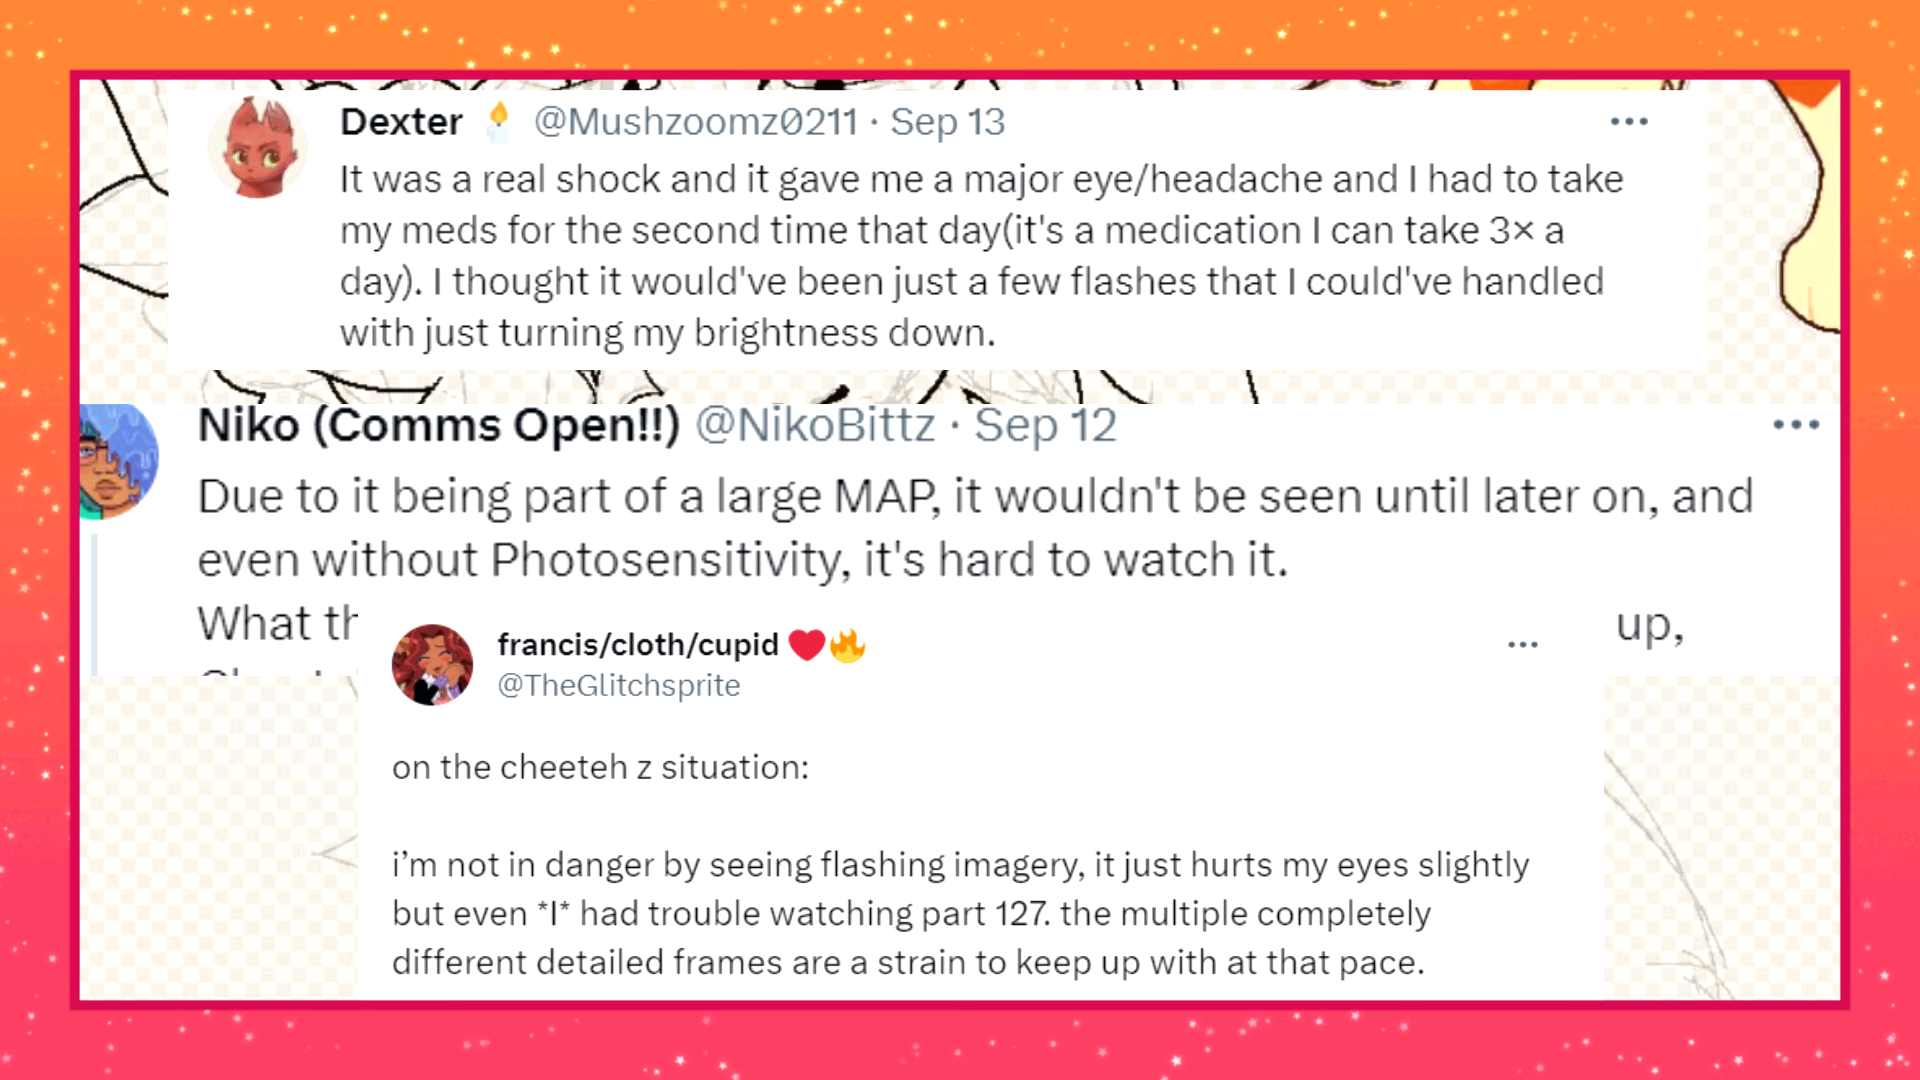 Dexter 🕯️ @Mushzoomz0211 · Sep 13
It was a real shock and it gave me a major eye/headache and I had to take
my meds for the second time that day(it's a medication I can take 3× a
day). I thought it would've been just a few flashes that I could've handled
with just turning my brightness down.
Niko (Comms Open!!) @NikoBittz · Sep 12
Due to it being part of a large MAP, it wouldn't be seen until later on, and
even without Photosensitivity, it's hard to watch it.
What th
up,
francis/cloth/cupid ❤️🔥
@TheGlitchsprite
on the cheeteh z situation:
i’m not in danger by seeing flashing imagery, it just hurts my eyes slightly
but even *I* had trouble watching part 127. the multiple completely
different detailed frames are a strain to keep up with at that pace.